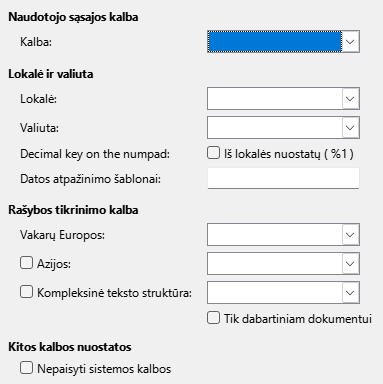 Naudotojo sąsajos kalba
Kalba:
Lokalė ir valiuta
Lokalė:
Valiuta:
Decimal key on the numpad: Iš lokalės nuostatų ( %1 )
Datos atpažinimo šablonai:
Rašybos tikrinimo kalba
Vakarų Europos:
Azijos:
Kompleksinė teksto struktūra:
Tik dabartiniam dokumentui
Kitos kalbos nuostatos
Nepaisyti sistemos kalbos